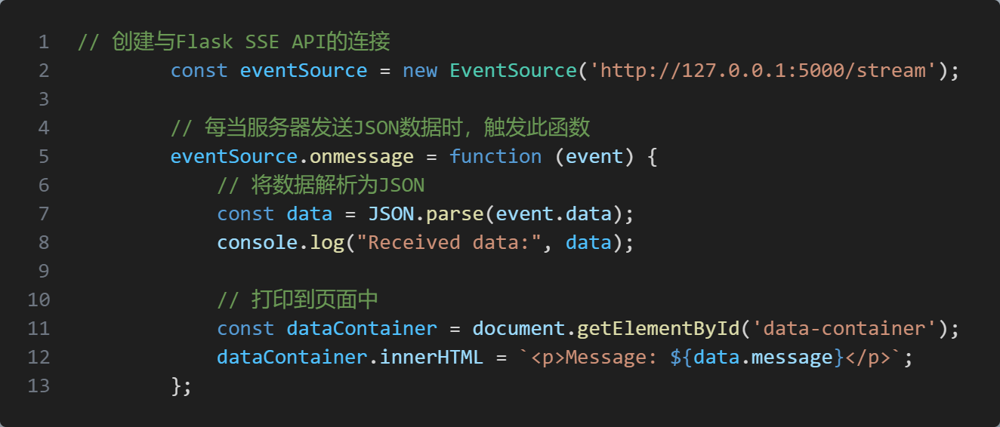 1 // 创建与Flask SSE API的连接
2         const eventSource = new EventSource('http://127.0.0.1:5000/stream');
3
4         // 每当服务器发送JSON数据时，触发此函数
5         eventSource.onmessage = function (event) {
6             // 将数据解析为JSON
7             const data = JSON.parse(event.data);
8             console.log("Received data:", data);
9
10             // 打印到页面中
11             const dataContainer = document.getElementById('data-container');
12             dataContainer.innerHTML = `<p>Message: ${data.message}</p>`;
13         };